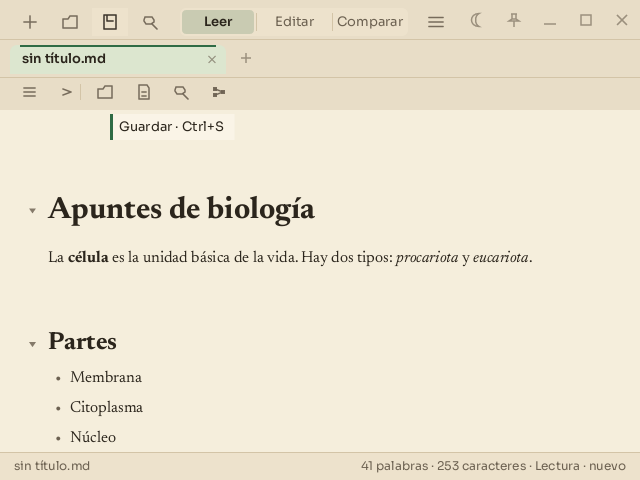 Leer
Editar
Comparar
sin título.md
Guardar · Ctrl+S
Apuntes de biología
La célula es la unidad básica de la vida. Hay dos tipos: procariota y eucariota.
Partes
• Membrana
• Citoplasma
• Núcleo
sin título.md
41 palabras · 253 caracteres · Lectura · nuevo